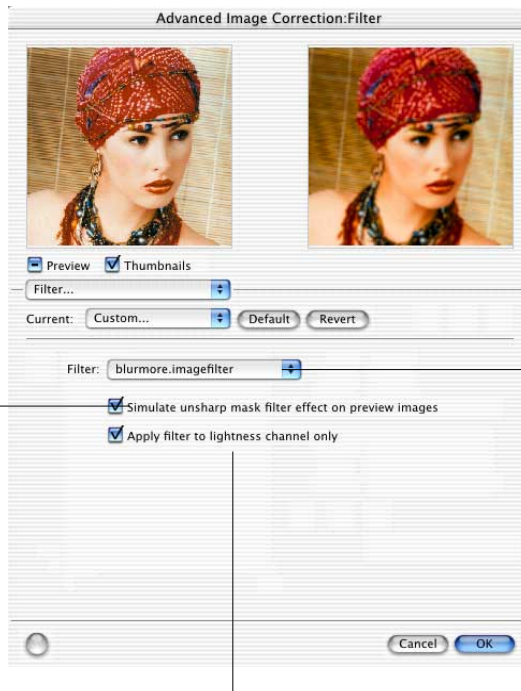 Advanced Image Correction:Filter
Preview Thumbnails
Filter...
Current: Custom... Default Revert
Filter: blurmore.imagefilter
Simulate unsharp mask filter effect on preview images
Apply filter to lightness channel only
Cancel OK